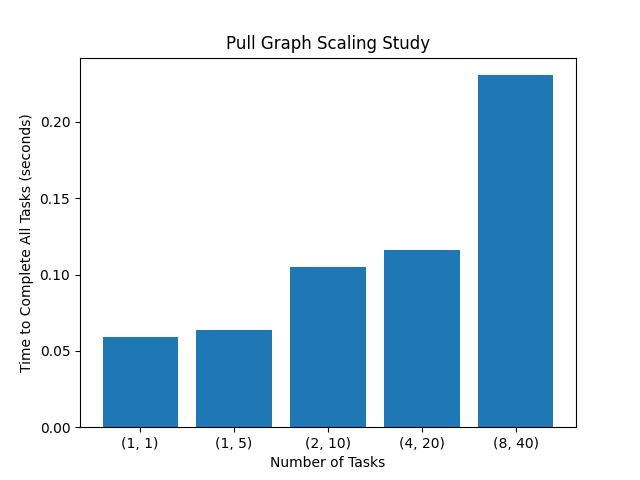 Pull Graph Scaling Study
Time to Complete All Tasks (seconds)
0.20
0.15
0.10
0.05
0.00
(1, 1) (1, 5) (2, 10) (4, 20) (8, 40)
Number of Tasks